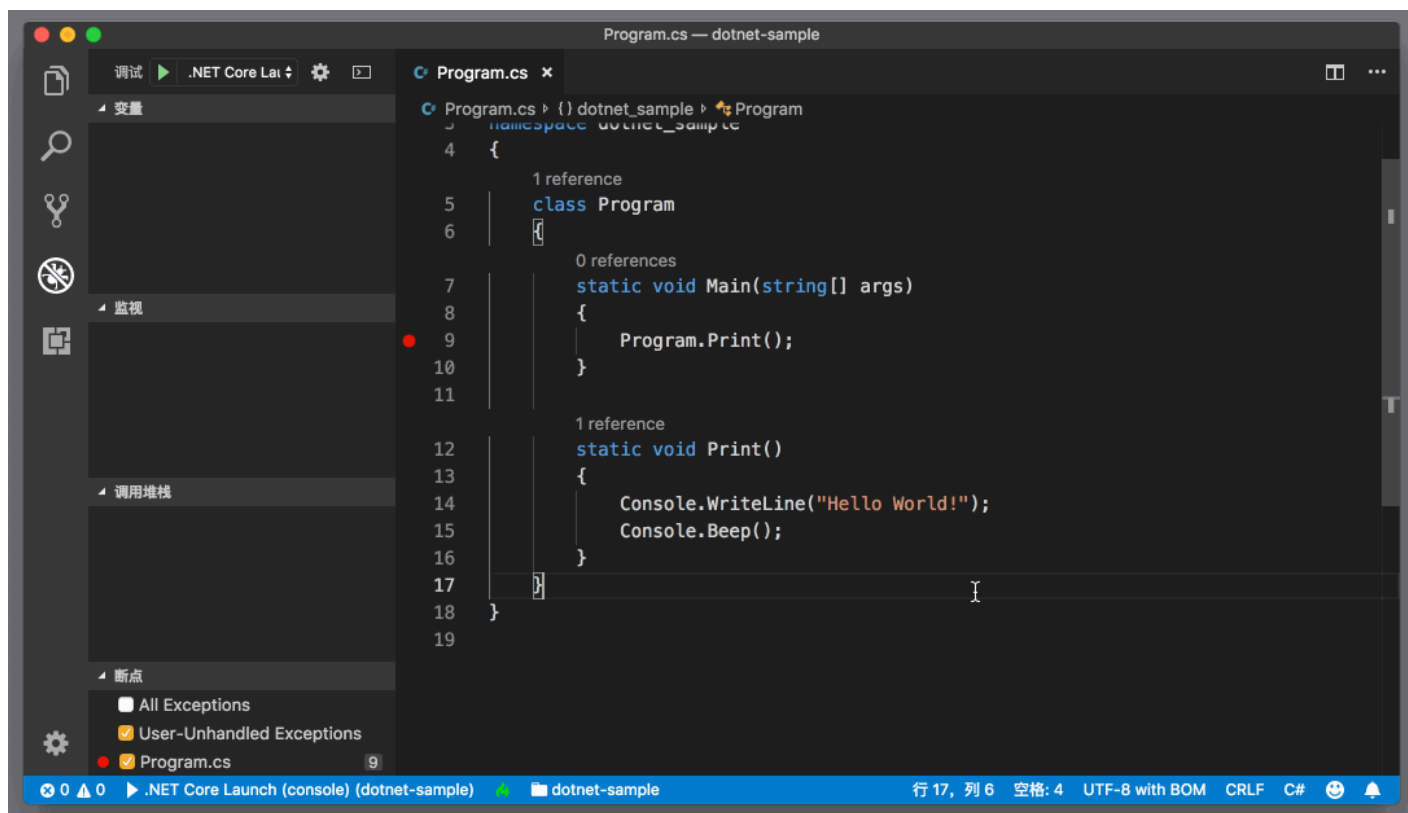 Program.cs — dotnet-sample
调试 .NET Core Lau
Program.cs ×
变量
Program.cs {} dotnet_sample Program
3 namespace dotnet_sample
4 {
1 reference
5 class Program
6 {
0 references
7 static void Main(string[] args)
8 {
监视
9 Program.Print();
10 }
11
1 reference
12 static void Print()
13 {
调用堆栈
14 Console.WriteLine("Hello World!");
15 Console.Beep();
16 }
17 }
18 }
19
断点
All Exceptions
User-Unhandled Exceptions
Program.cs 9
0 0 .NET Core Launch (console) (dotnet-sample) dotnet-sample 行 17，列 6 空格: 4 UTF-8 with BOM CRLF C#